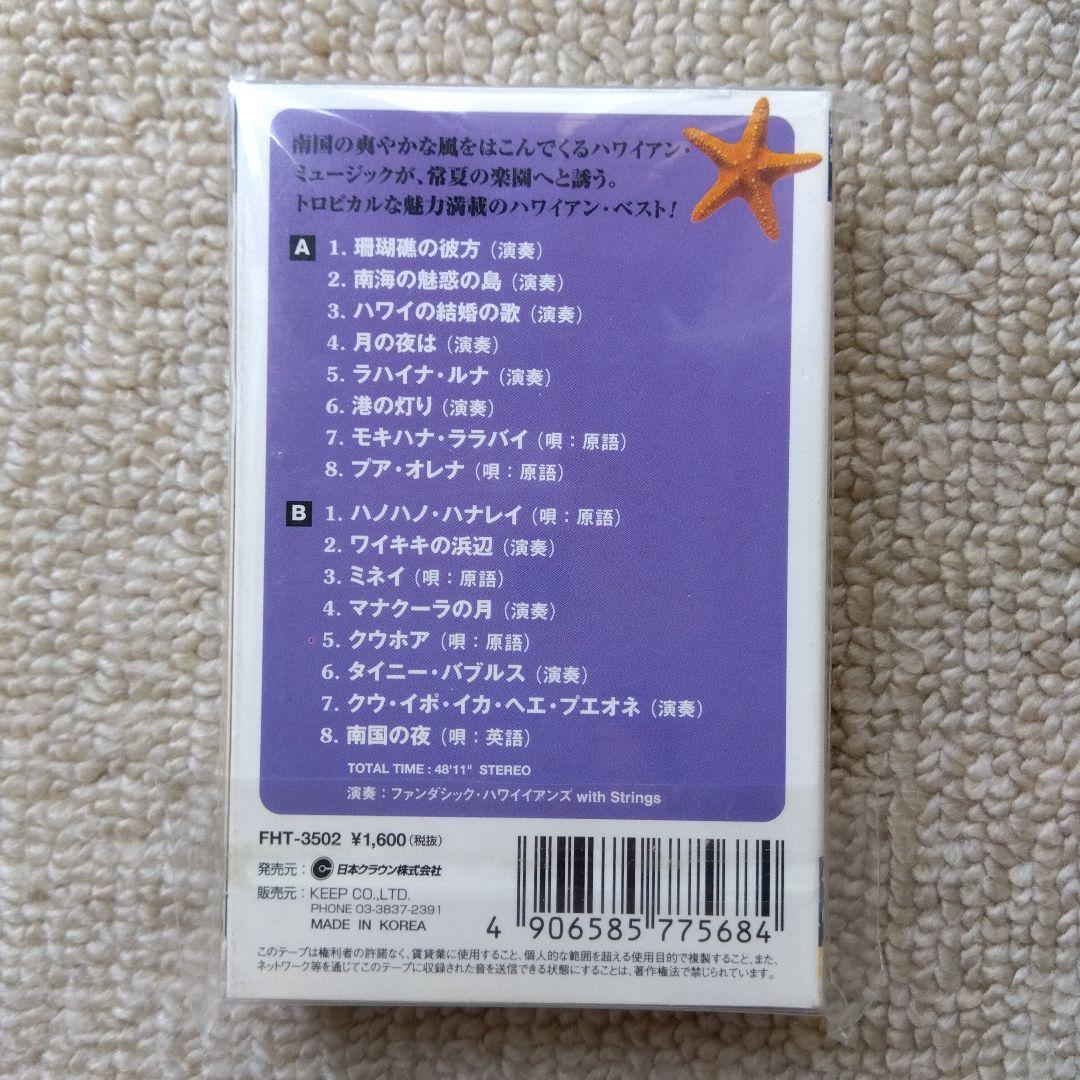 南国の爽やかな風をはこんでくるハワイアン・
ミュージックが、常夏の楽園へと誘う。
トロピカルな魅力満載のハワイアン・ベスト！
A 1. 珊瑚礁の彼方（演奏）
2. 南海の魅惑の島（演奏）
3. ハワイの結婚の歌（演奏）
4. 月の夜は（演奏）
5. ラハイナ・ルナ（演奏）
6. 港の灯り（演奏）
7. モキハナ・ララバイ（唄：原語）
8. プア・オレナ（唄：原語）
B 1. ハノハノ・ハナレイ（唄：原語）
2. ワイキキの浜辺（演奏）
3. ミネイ（唄：原語）
4. マナクーラの月（演奏）
5. クウホア（唄：原語）
6. タイニー・バブルス（演奏）
7. クウ・イポ・イカ・ヘエ・プエオネ（演奏）
8. 南国の夜（唄：英語）
TOTAL TIME : 48'11" STEREO
演奏：ファンダシック・ハワイイアンズ with Strings
FHT-3502 ¥1,600（税抜）
発売元：日本クラウン株式会社
販売元：KEEP CO.,LTD.
PHONE 03-3837-2391
MADE IN KOREA
4 906585 775684
このテープは権利者の許諾なく、賃貸業に使用すること、個人的な範囲を超える使用目的で複製すること、また、
ネットワーク等を通じてこのテープに収録された音を送信できる状態にすることは、著作権法で禁じられています。